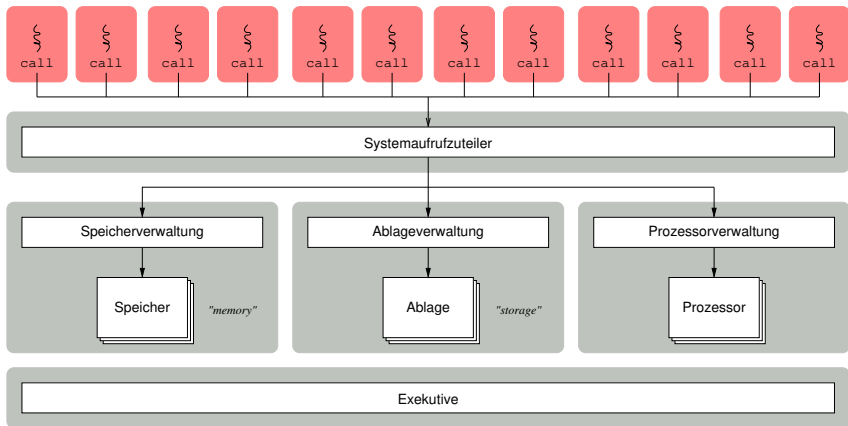 call call call call call call call call call call call call
Systemaufrufzuteiler
Speicherverwaltung Ablageverwaltung Prozessorverwaltung
Speicher "memory" Ablage "storage" Prozessor
Exekutive